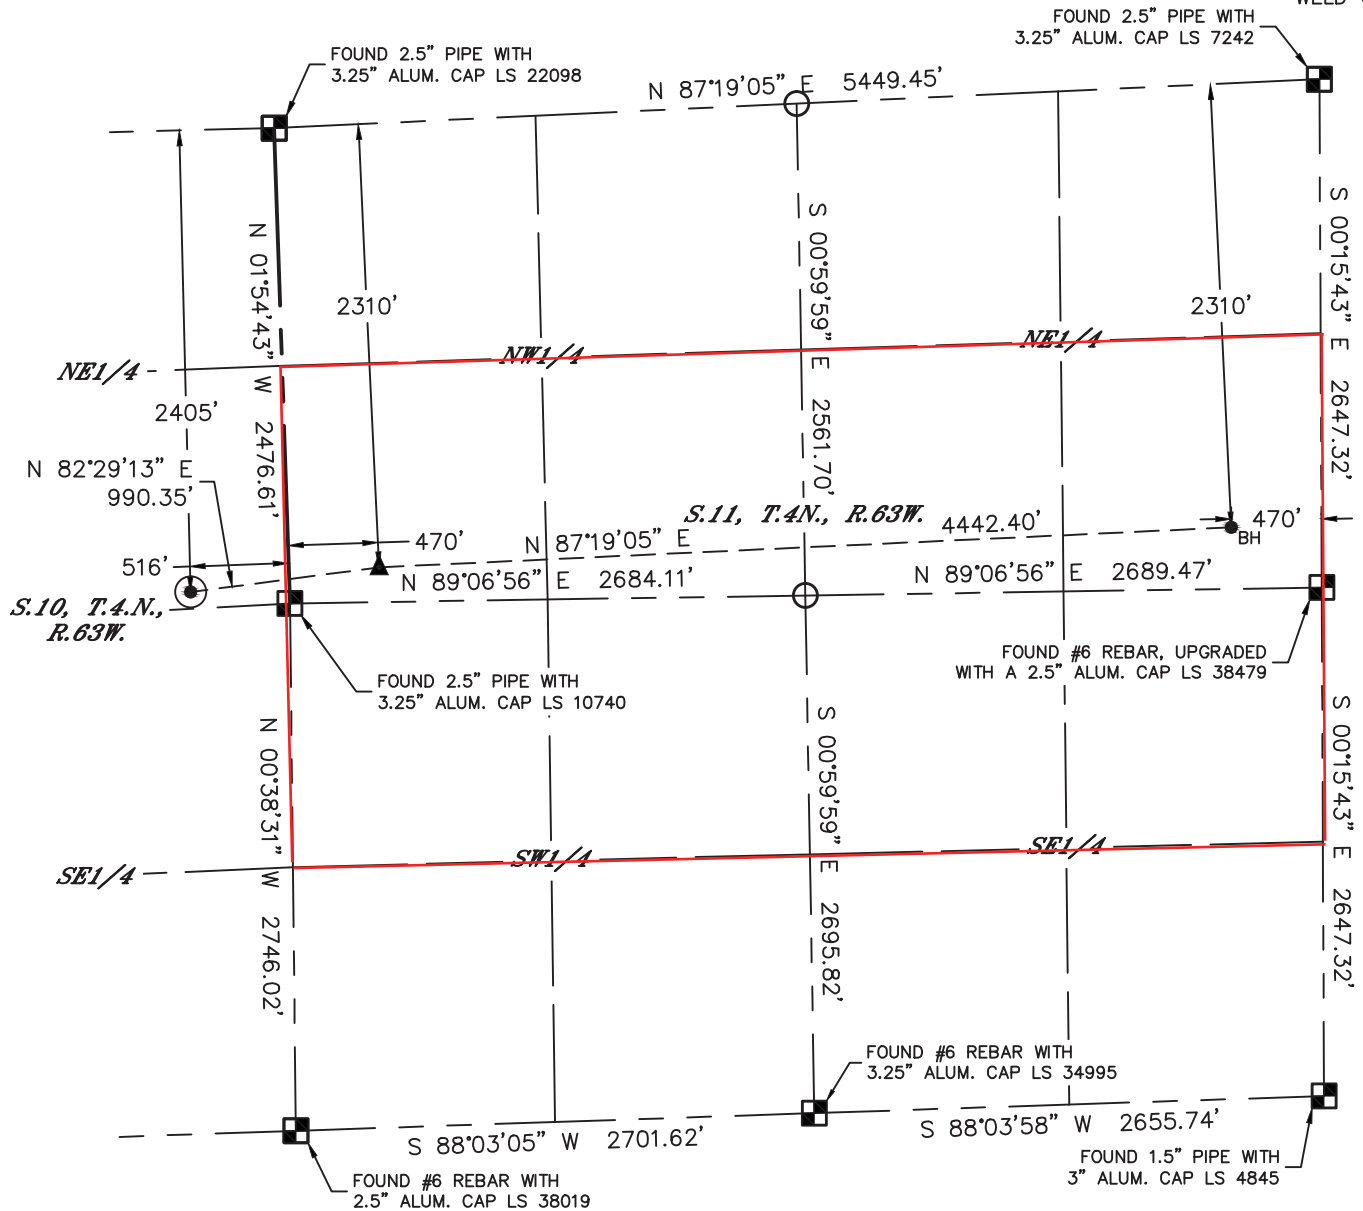 FOUND 2.5" PIPE WITH
3.25" ALUM. CAP LS 7242
FOUND 2.5" PIPE WITH
3.25" ALUM. CAP LS 22098
N 87°19'05" E 5449.45'
N 01°54'43" W 2476.61'
S 00°59'59" E 2561.70'
S 00°15'43" E 2647.32'
2310'
2310'
NW1/4
NE1/4
NE1/4
2405'
N 82°29'13" E
990.35'
S.11, T.4N., R.63W.
470'
N 87°19'05" E
4442.40'
470'
BH
516'
N 89°06'56" E 2684.11'
N 89°06'56" E 2689.47'
S.10, T.4.N.,
R.63W.
FOUND #6 REBAR, UPGRADED
WITH A 2.5" ALUM. CAP LS 38479
FOUND 2.5" PIPE WITH
3.25" ALUM. CAP LS 10740
N 00°38'31" W 2746.02'
S 00°59'59" E 2695.82'
S 00°15'43" E 2647.32'
SW1/4
SE1/4
SE1/4
FOUND #6 REBAR WITH
3.25" ALUM. CAP LS 34995
S 88°03'05" W 2701.62'
S 88°03'58" W 2655.74'
FOUND 1.5" PIPE WITH
3" ALUM. CAP LS 4845
FOUND #6 REBAR WITH
2.5" ALUM. CAP LS 38019